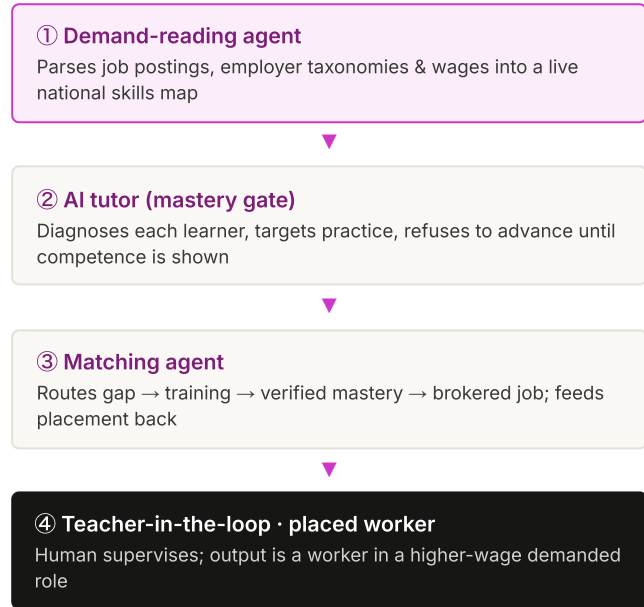 ① Demand-reading agent
Parses job postings, employer taxonomies & wages into a live
national skills map
② AI tutor (mastery gate)
Diagnoses each learner, targets practice, refuses to advance until
competence is shown
③ Matching agent
Routes gap → training → verified mastery → brokered job; feeds
placement back
④ Teacher-in-the-loop · placed worker
Human supervises; output is a worker in a higher-wage demanded
role